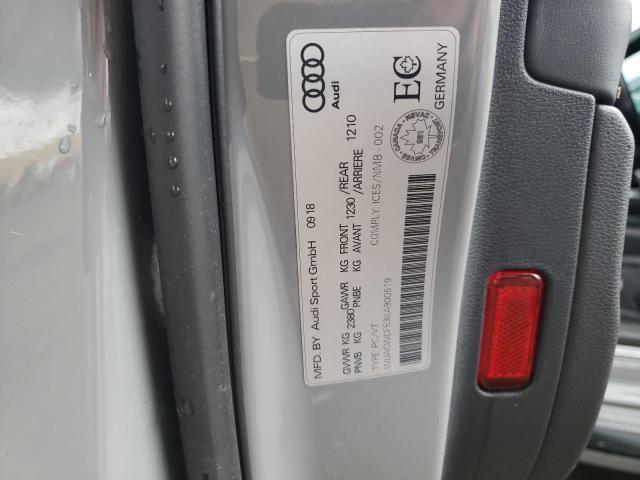 Audi
EC
GERMANY
MFD. BY Audi Sport GmbH 09.18
GVWR KG 2380 GAWR KG FRONT 1230 /REAR 1210
PNVB KG PNBE KG AVANT /ARRIERE
TYPE:PC/VT COMPLY ICES/NMB-002